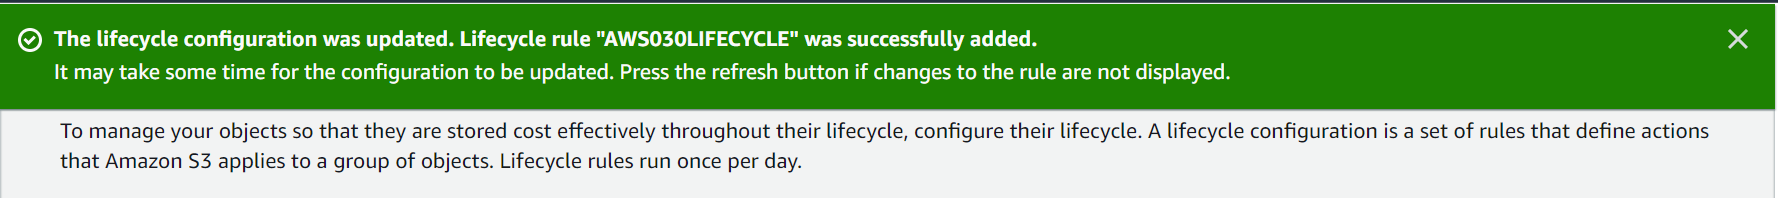 The lifecycle configuration was updated. Lifecycle rule "AWS030LIFECYCLE" was successfully added.
It may take some time for the configuration to be updated. Press the refresh button if changes to the rule are not displayed.
To manage your objects so that they are stored cost effectively throughout their lifecycle, configure their lifecycle. A lifecycle configuration is a set of rules that define actions
that Amazon S3 applies to a group of objects. Lifecycle rules run once per day.